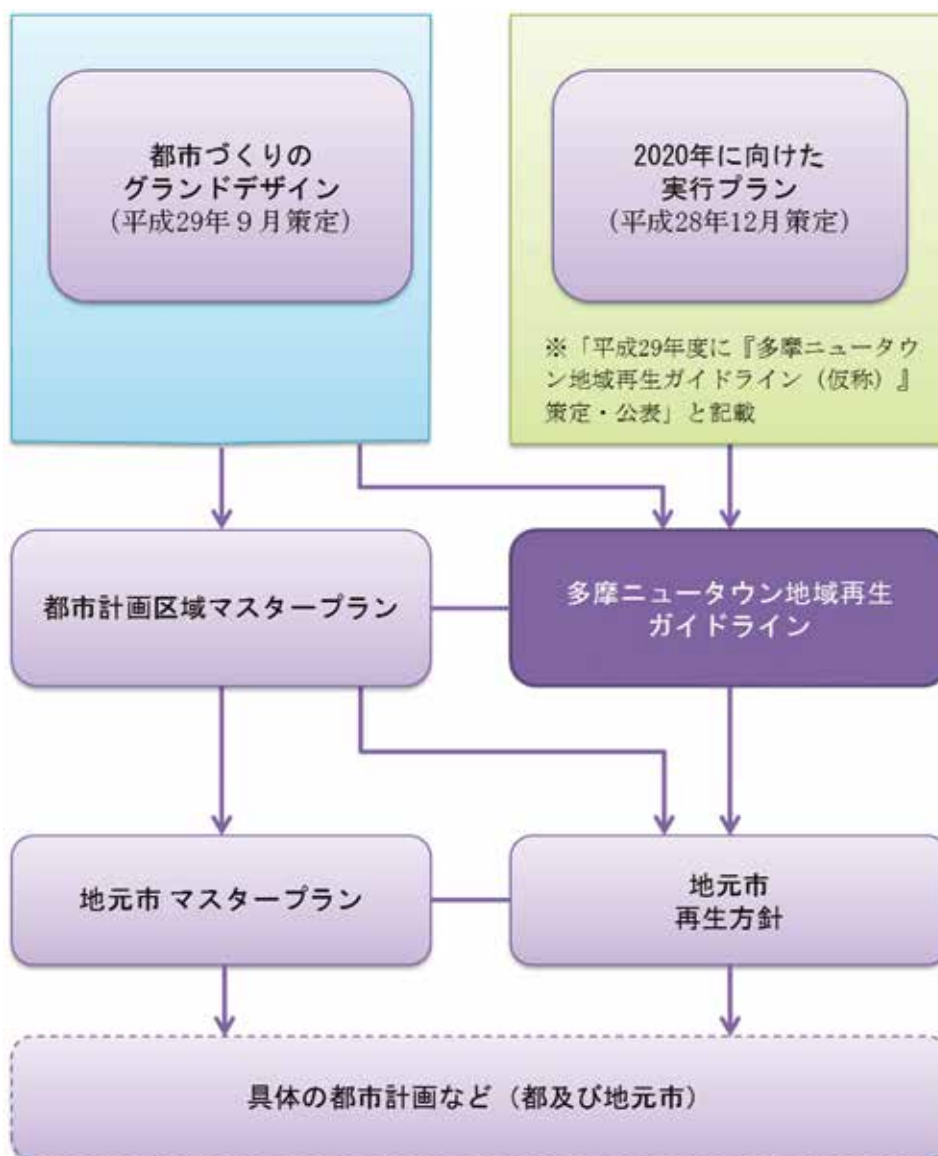 都市づくりの
グランドデザイン
(平成29年9月策定)
2020年に向けた
実行プラン
(平成28年12月策定)
※「平成29年度に『多摩ニュータウ
ン地域再生ガイドライン(仮称)』
策定・公表」と記載
都市計画区域マスタープラン
多摩ニュータウン地域再生
ガイドライン
地元市 マスタープラン
地元市
再生方針
具体の都市計画など(都及び地元市)